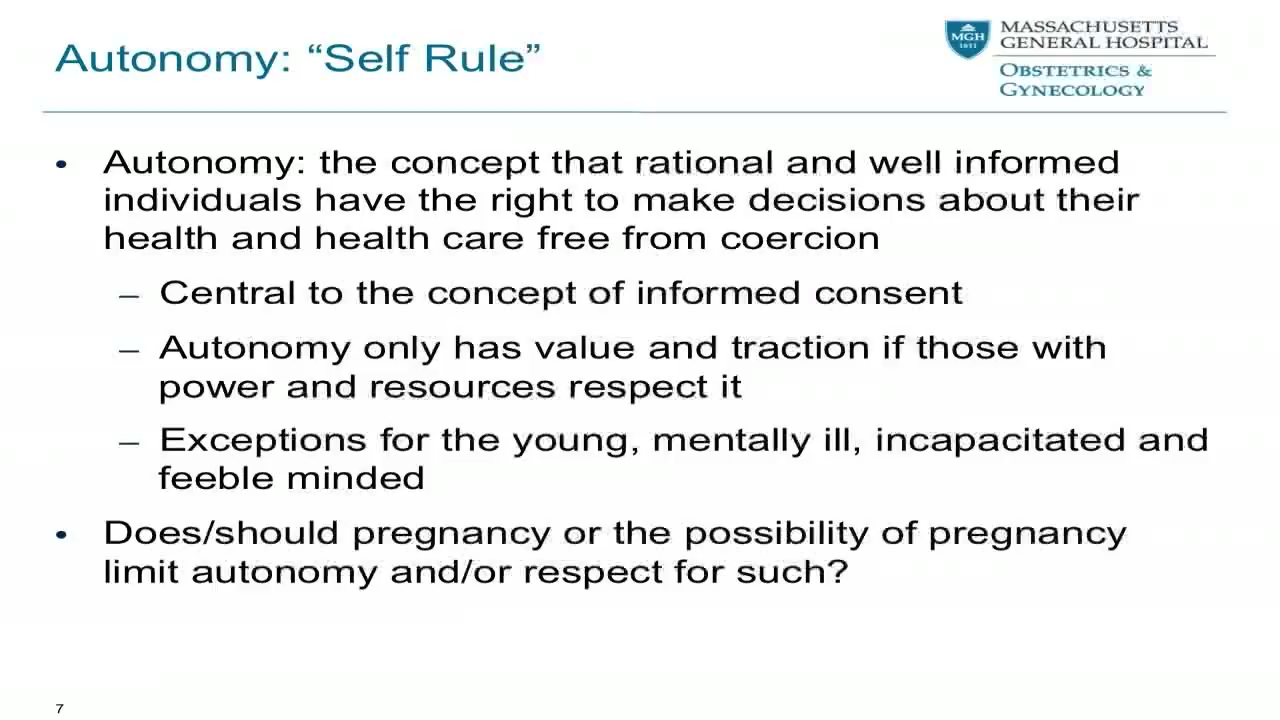 Autonomy: “Self Rule”
MGH
1811
MASSACHUSETTS
GENERAL HOSPITAL
OBSTETRICS &
GYNECOLOGY
• Autonomy: the concept that rational and well informed
individuals have the right to make decisions about their
health and health care free from coercion
– Central to the concept of informed consent
– Autonomy only has value and traction if those with
power and resources respect it
– Exceptions for the young, mentally ill, incapacitated and
feeble minded
• Does/should pregnancy or the possibility of pregnancy
limit autonomy and/or respect for such?
7